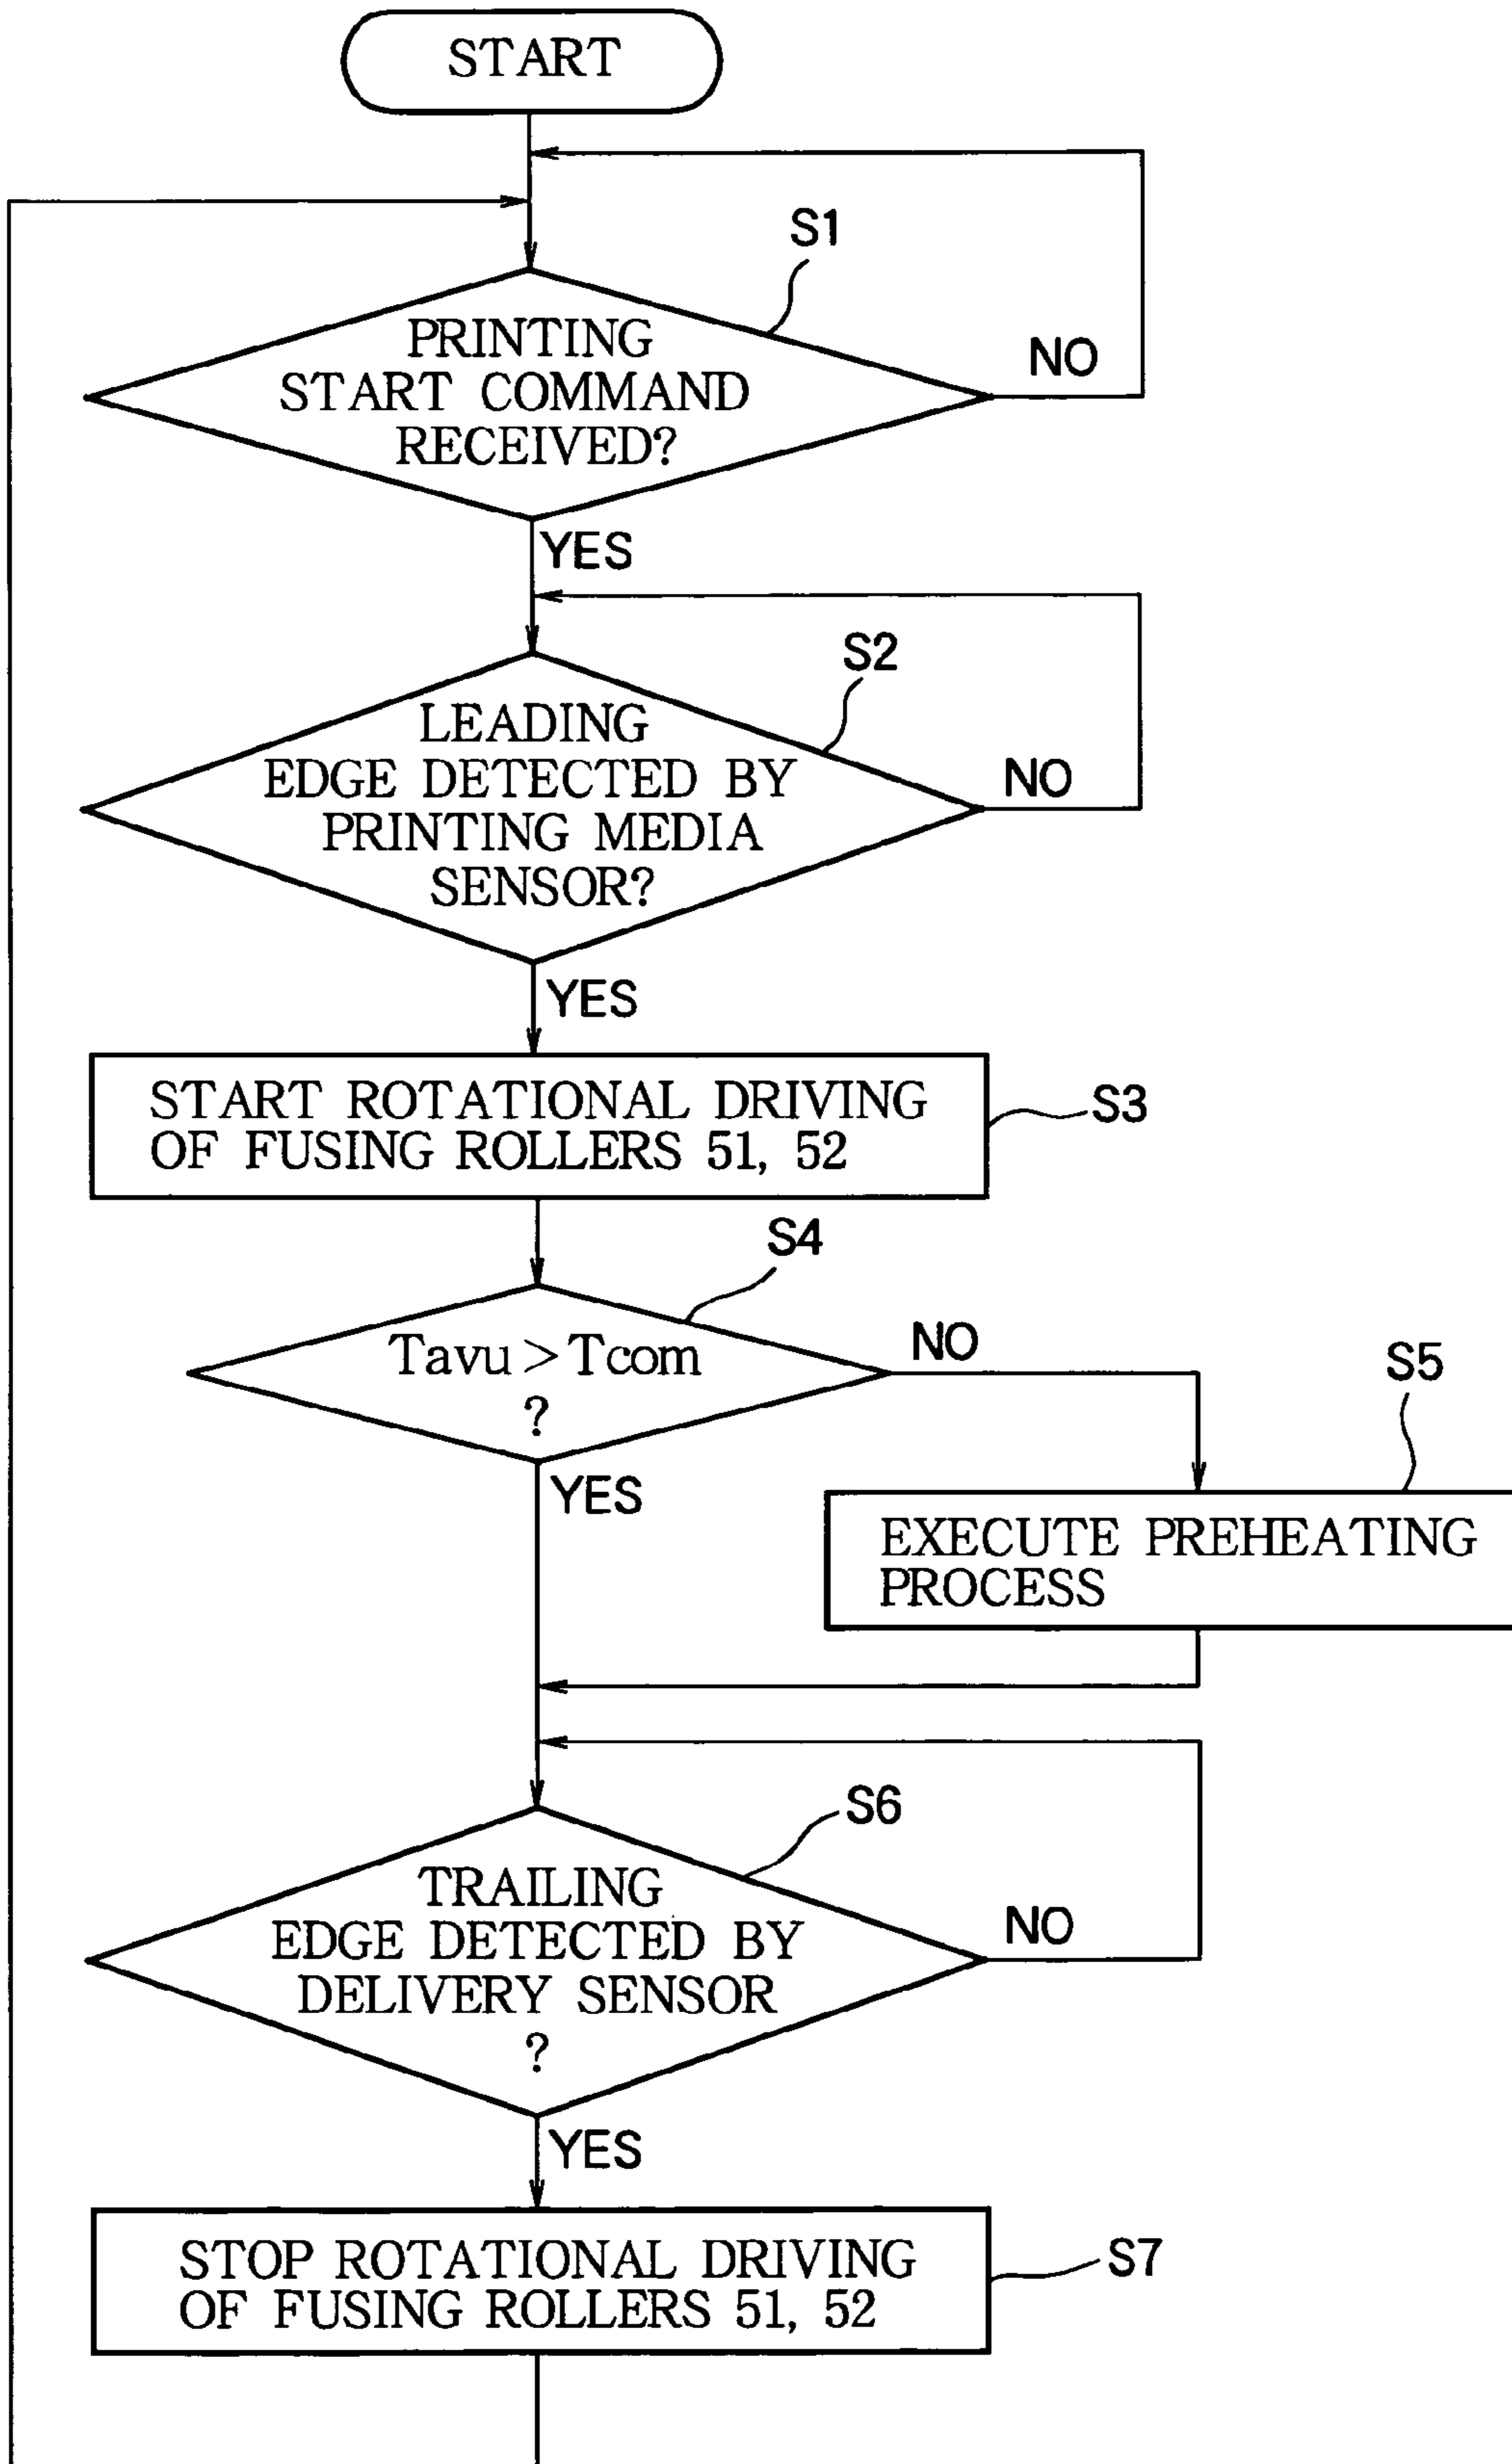 START
S1
PRINTING
START COMMAND
RECEIVED?
NO
YES
S2
LEADING
EDGE DETECTED BY
PRINTING MEDIA
SENSOR?
NO
YES
START ROTATIONAL DRIVING
OF FUSING ROLLERS 51, 52
S3
S4
Tavu > Tcom
?
NO
YES
S5
EXECUTE PREHEATING
PROCESS
S6
TRAILING
EDGE DETECTED BY
DELIVERY SENSOR
?
NO
YES
STOP ROTATIONAL DRIVING
OF FUSING ROLLERS 51, 52
S7